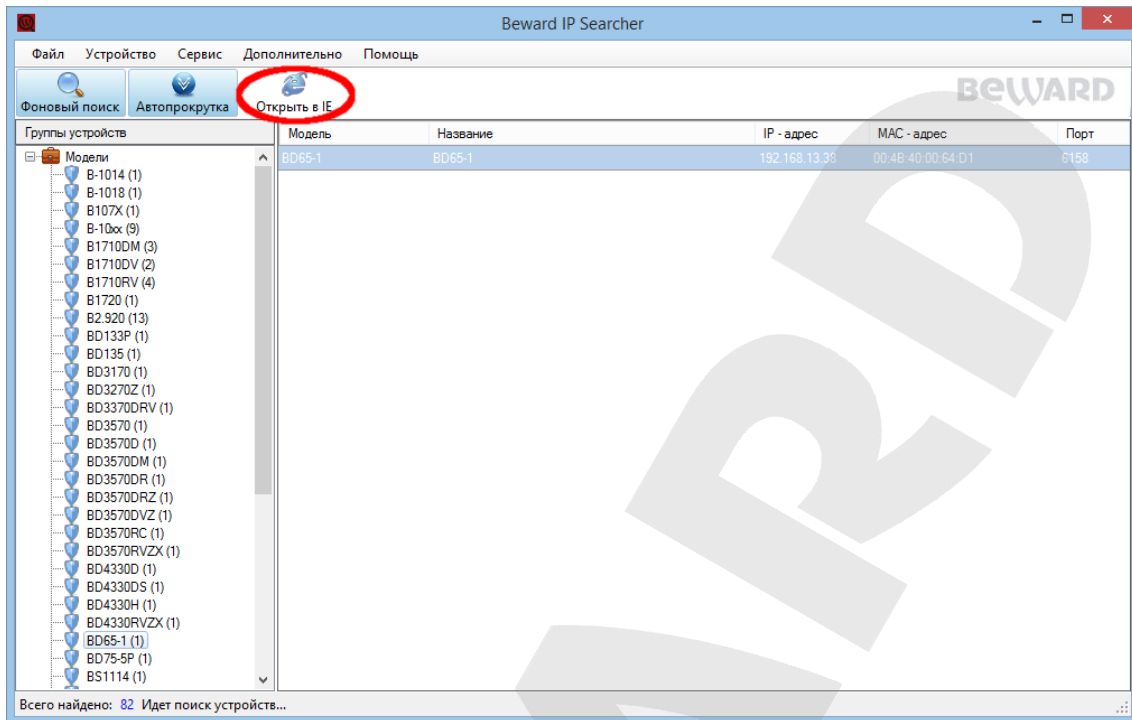 Beward IP Searcher
Файл Устройство Сервис Дополнительно Помощь
Фоновый поиск Автопрокрутка Открыть в IE
BEWARD
Группы устройств
Модель Название IP - адрес MAC - адрес Порт
Модели
BD65-1 BD65-1 192.168.13.39 00:4B:40:00:64:D1 6158
B-1014 (1)
B-1018 (1)
B107X (1)
B-10xx (9)
B1710DM (3)
B1710DV (2)
B1710RV (4)
B1720 (1)
B2.920 (13)
BD133P (1)
BD135 (1)
BD3170 (1)
BD3270Z (1)
BD3370DRV (1)
BD3570 (1)
BD3570D (1)
BD3570DM (1)
BD3570DR (1)
BD3570DRZ (1)
BD3570DVZ (1)
BD3570RC (1)
BD3570RVZX (1)
BD4330D (1)
BD4330DS (1)
BD4330H (1)
BD4330RVZX (1)
BD65-1 (1)
BD75-5P (1)
BS1114 (1)
Всего найдено: 82 Идет поиск устройств...
ARD